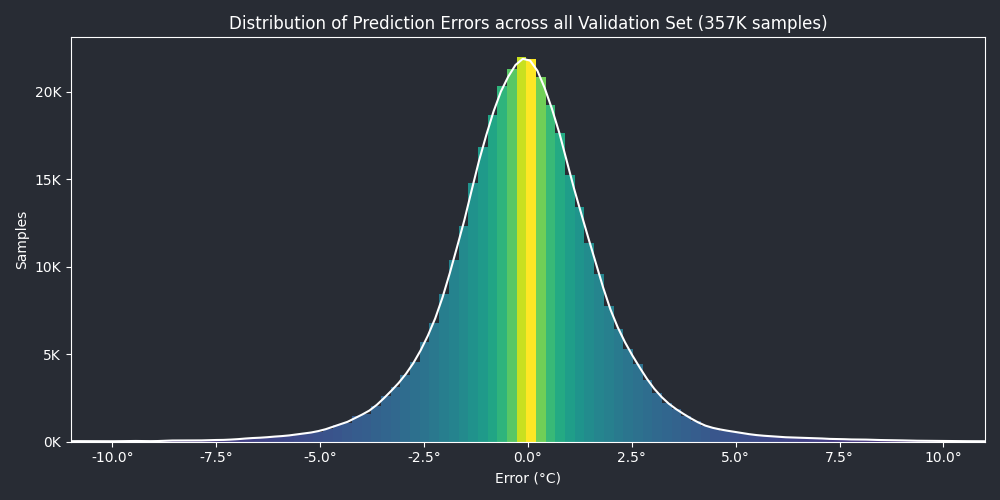 Distribution of Prediction Errors across all Validation Set (357K samples)
20K
15K
10K
5K
0K
Samples
-10.0° -7.5° -5.0° -2.5° 0.0° 2.5° 5.0° 7.5° 10.0°
Error (°C)